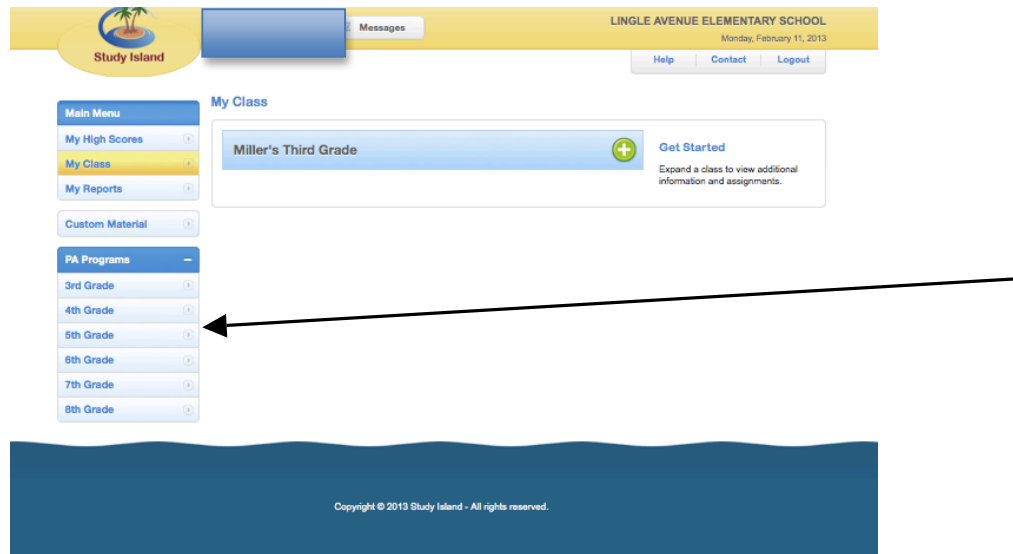 Messages
LINGLE AVENUE ELEMENTARY SCHOOL
Monday, February 11, 2013
Study Island
Help
Contact
Logout
Main Menu
My High Scores
My Class
My Reports
Custom Material
PA Programs
3rd Grade
4th Grade
5th Grade
6th Grade
7th Grade
8th Grade
My Class
Miller's Third Grade
Get Started
Expand a class to view additional
information and assignments.
Copyright © 2013 Study Island - All rights reserved.